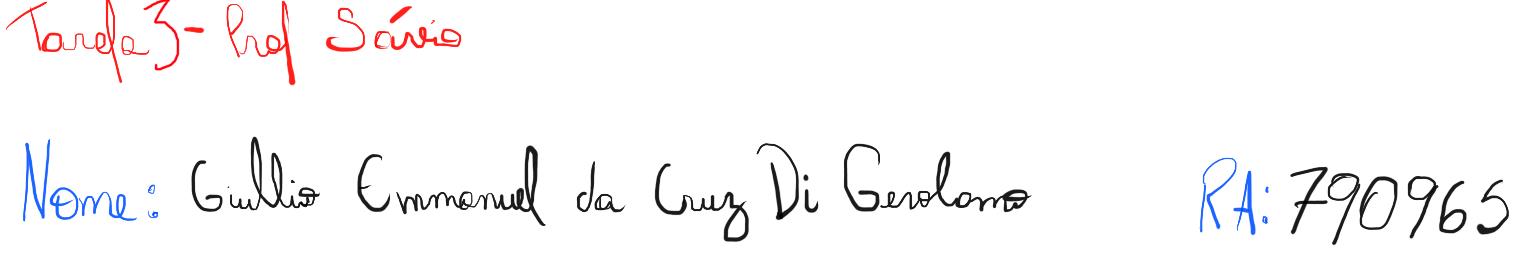 Tarefa 3 - Prof Sávio
Nome: Giullio Emmanuel da Cruz Di Gerolamo RA: 790965